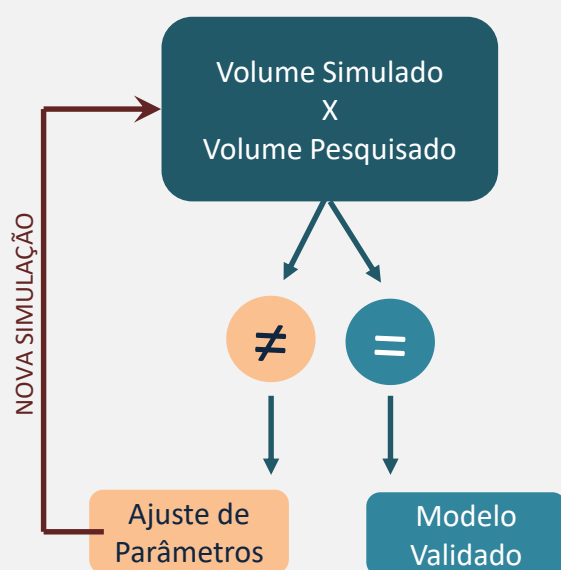 Volume Simulado
X
Volume Pesquisado
NOVA SIMULAÇÃO
≠
=
Ajuste de
Parâmetros
Modelo
Validado